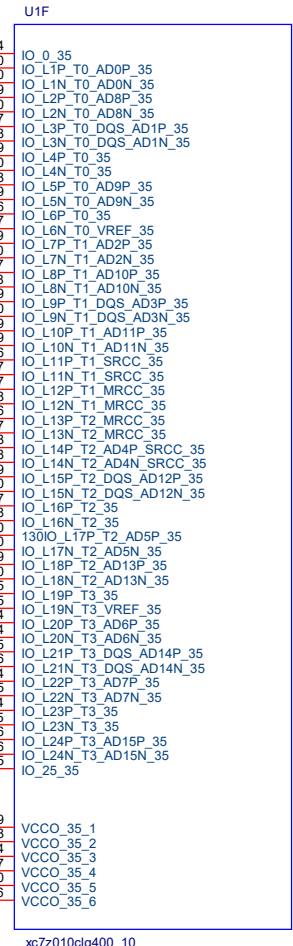 U1F
IO_0_35
IO_L1P_T0_AD0P_35
IO_L1N_T0_AD0N_35
IO_L2P_T0_AD8P_35
IO_L2N_T0_AD8N_35
IO_L3P_T0_DQS_AD1P_35
IO_L3N_T0_DQS_AD1N_35
IO_L4P_T0_35
IO_L4N_T0_35
IO_L5P_T0_AD9P_35
IO_L5N_T0_AD9N_35
IO_L6P_T0_35
IO_L6N_T0_VREF_35
IO_L7P_T1_AD2P_35
IO_L7N_T1_AD2N_35
IO_L8P_T1_AD10P_35
IO_L8N_T1_AD10N_35
IO_L9P_T1_DQS_AD3P_35
IO_L9N_T1_DQS_AD3N_35
IO_L10P_T1_AD11P_35
IO_L10N_T1_AD11N_35
IO_L11P_T1_SRCC_35
IO_L11N_T1_SRCC_35
IO_L12P_T1_MRCC_35
IO_L12N_T1_MRCC_35
IO_L13P_T2_MRCC_35
IO_L13N_T2_MRCC_35
IO_L14P_T2_AD4P_SRCC_35
IO_L14N_T2_AD4N_SRCC_35
IO_L15P_T2_DQS_AD12P_35
IO_L15N_T2_DQS_AD12N_35
IO_L16P_T2_35
IO_L16N_T2_35
130IO_L17P_T2_AD5P_35
IO_L17N_T2_AD5N_35
IO_L18P_T2_AD13P_35
IO_L18N_T2_AD13N_35
IO_L19P_T3_35
IO_L19N_T3_VREF_35
IO_L20P_T3_AD6P_35
IO_L20N_T3_AD6N_35
IO_L21P_T3_DQS_AD14P_35
IO_L21N_T3_DQS_AD14N_35
IO_L22P_T3_AD7P_35
IO_L22N_T3_AD7N_35
IO_L23P_T3_35
IO_L23N_T3_35
IO_L24P_T3_AD15P_35
IO_L24N_T3_AD15N_35
IO_25_35
VCCO_35_1
VCCO_35_2
VCCO_35_3
VCCO_35_4
VCCO_35_5
VCCO_35_6
xc7z010clg400_10